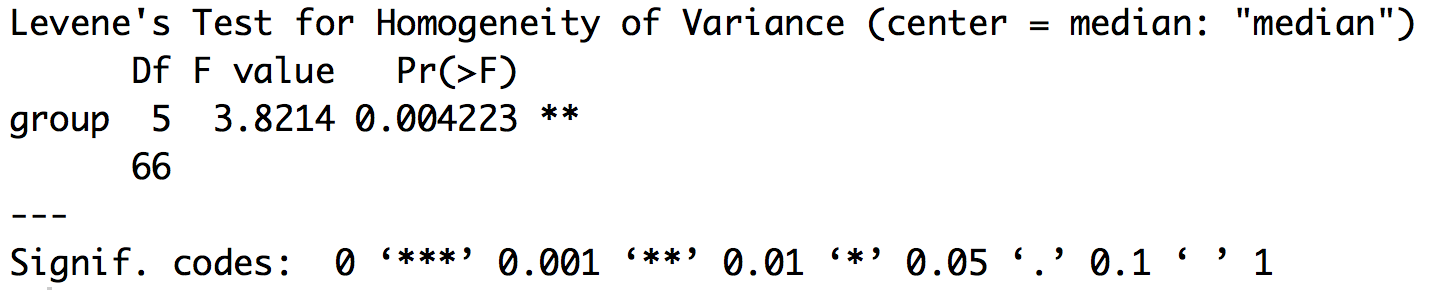 Levene's Test for Homogeneity of Variance (center = median: "median")
Df F value Pr(>F)
group 5 3.8214 0.004223 **
66
---
Signif. codes: 0 ‘***’ 0.001 ‘**’ 0.01 ‘*’ 0.05 ‘.’ 0.1 ‘ ’ 1